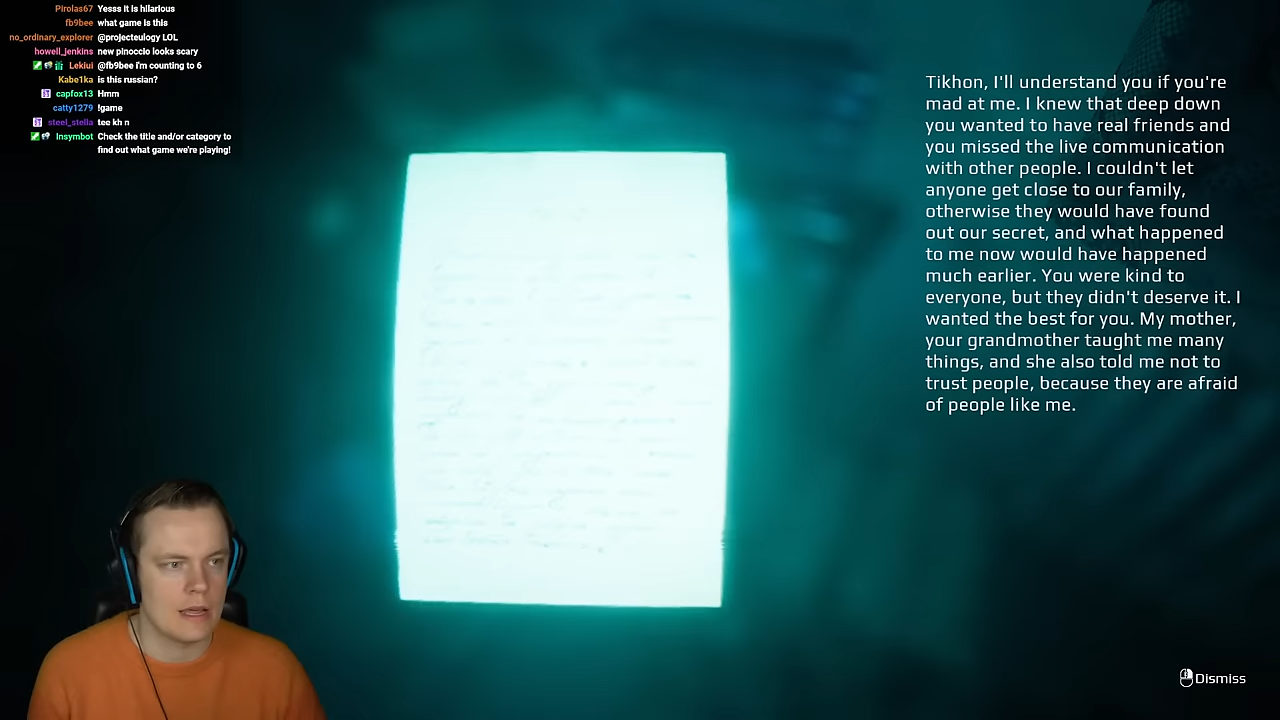 Pirolas67 Yesss it is hilarious
fb9bee what game is this
no_ordinary_explorer @projecteulogy LOL
howell_jenkins new pinoccio looks scary
Lekiui @fb9bee i'm counting to 6
Kabe1ka is this russian?
capfox13 Hmm
catty1279 !game
steel_stella tee kh n
Insymbot Check the title and/or category to
find out what game we're playing!
Tikhon, I'll understand you if you're
mad at me. I knew that deep down
you wanted to have real friends and
you missed the live communication
with other people. I couldn't let
anyone get close to our family,
otherwise they would have found
out our secret, and what happened
to me now would have happened
much earlier. You were kind to
everyone, but they didn't deserve it. I
wanted the best for you. My mother,
your grandmother taught me many
things, and she also told me not to
trust people, because they are afraid
of people like me.
Dismiss